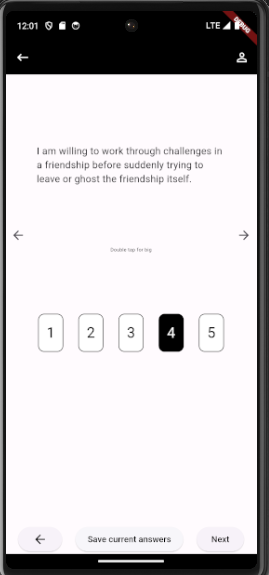 12:01 LTE DEBUG
I am willing to work through challenges in
a friendship before suddenly trying to
leave or ghost the friendship itself.
Double tap for log
1 2 3 4 5
Save current answers Next